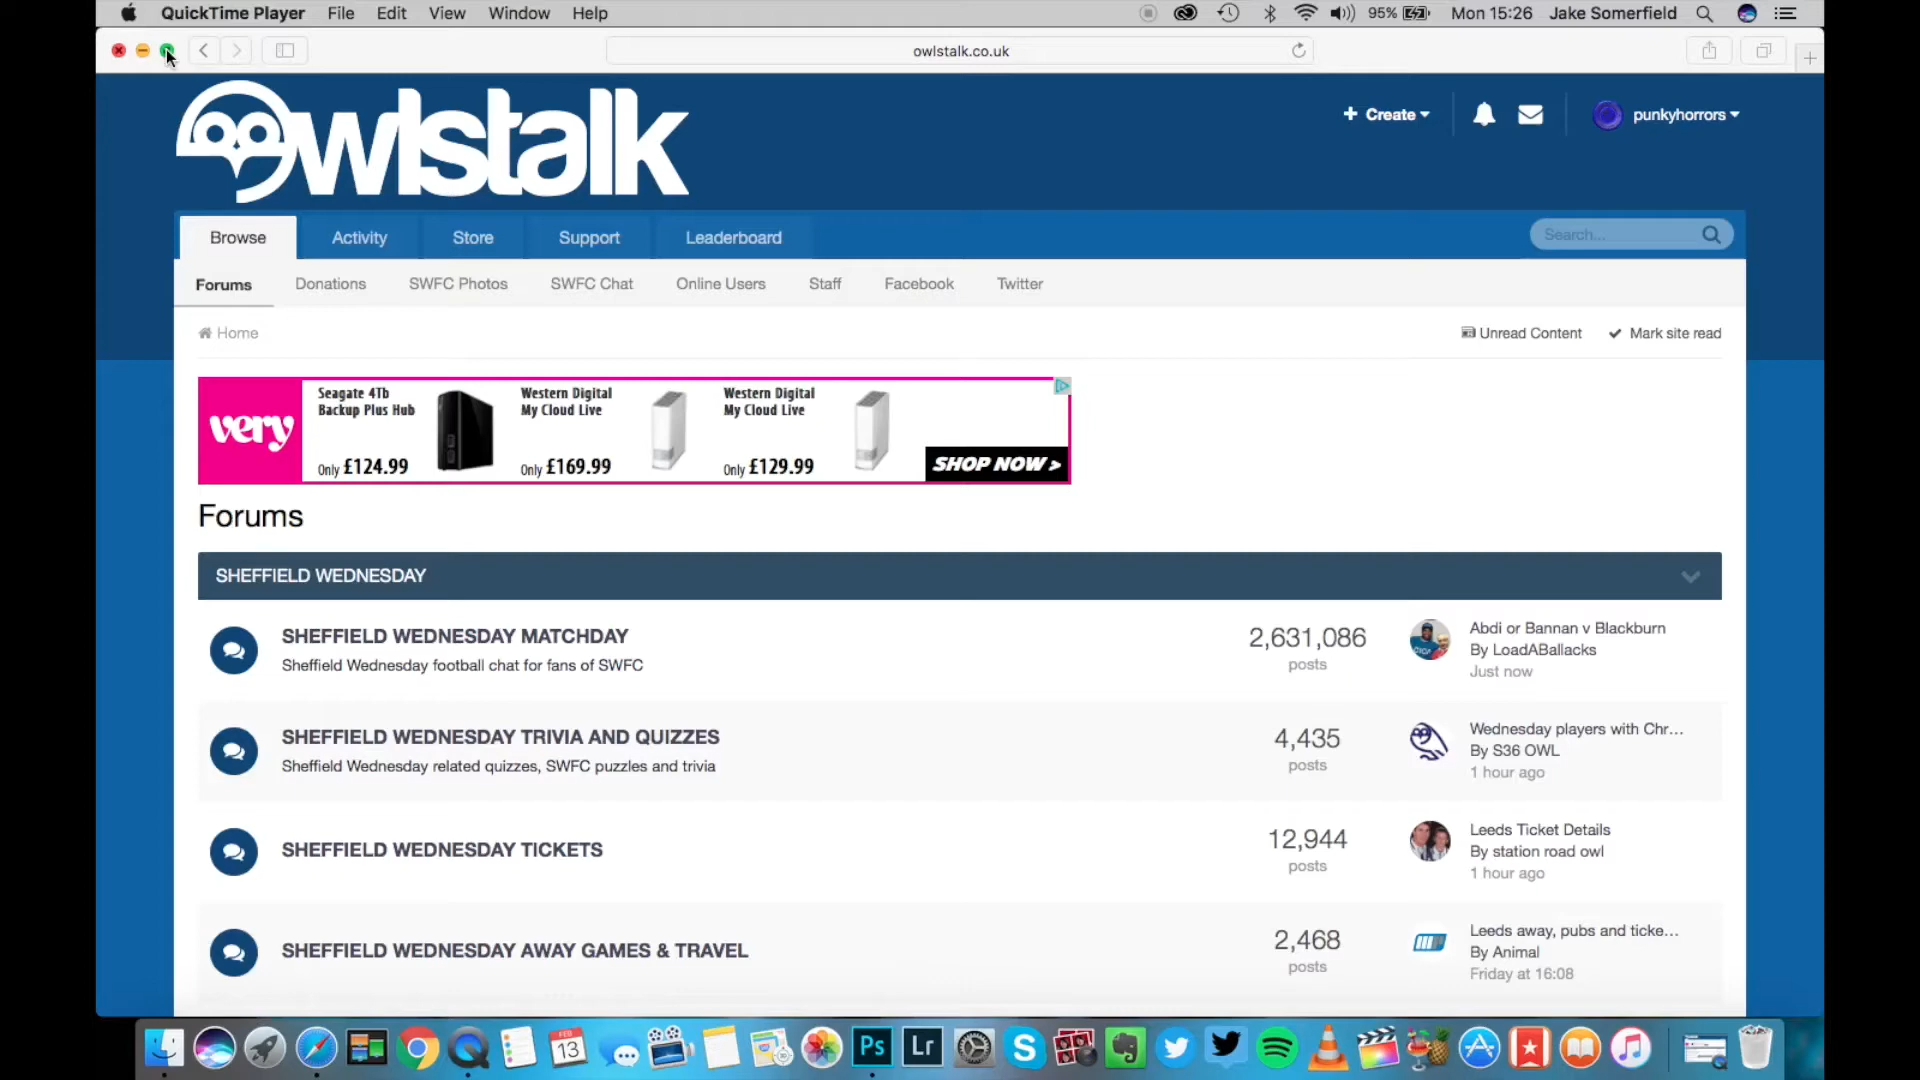 QuickTime Player File Edit View Window Help 95% Mon 15:26 Jake Somerfield
owlstalk.co.uk
owlstalk
+ Create punkyhorrors
Browse Activity Store Support Leaderboard Search...
Forums Donations SWFC Photos SWFC Chat Online Users Staff Facebook Twitter
Home Unread Content Mark site read
very
Seagate 4Tb
Backup Plus Hub
Only £124.99
Western Digital
My Cloud Live
Only £169.99
Western Digital
My Cloud Live
Only £129.99
SHOP NOW >
Forums
SHEFFIELD WEDNESDAY
SHEFFIELD WEDNESDAY MATCHDAY
Sheffield Wednesday football chat for fans of SWFC
2,631,086
posts
Abdi or Bannan v Blackburn
By LoadABallacks
Just now
SHEFFIELD WEDNESDAY TRIVIA AND QUIZZES
Sheffield Wednesday related quizzes, SWFC puzzles and trivia
4,435
posts
Wednesday players with Chr...
By S36 OWL
1 hour ago
SHEFFIELD WEDNESDAY TICKETS
12,944
posts
Leeds Ticket Details
By station road owl
1 hour ago
SHEFFIELD WEDNESDAY AWAY GAMES & TRAVEL
2,468
posts
Leeds away, pubs and ticke...
By Animal
Friday at 16:08
FEB
13
Ps
Lr